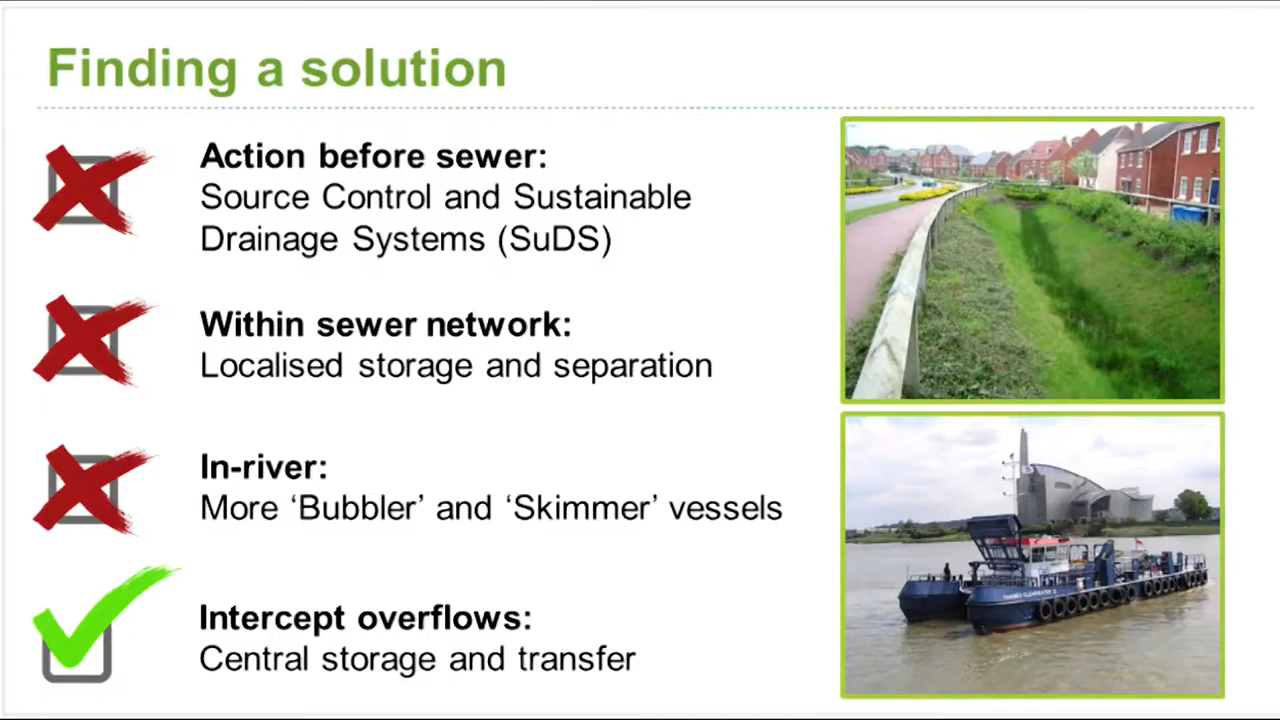 Finding a solution
Action before sewer:
Source Control and Sustainable
Drainage Systems (SuDS)
Within sewer network:
Localised storage and separation
In-river:
More ‘Bubbler’ and ‘Skimmer’ vessels
Intercept overflows:
Central storage and transfer